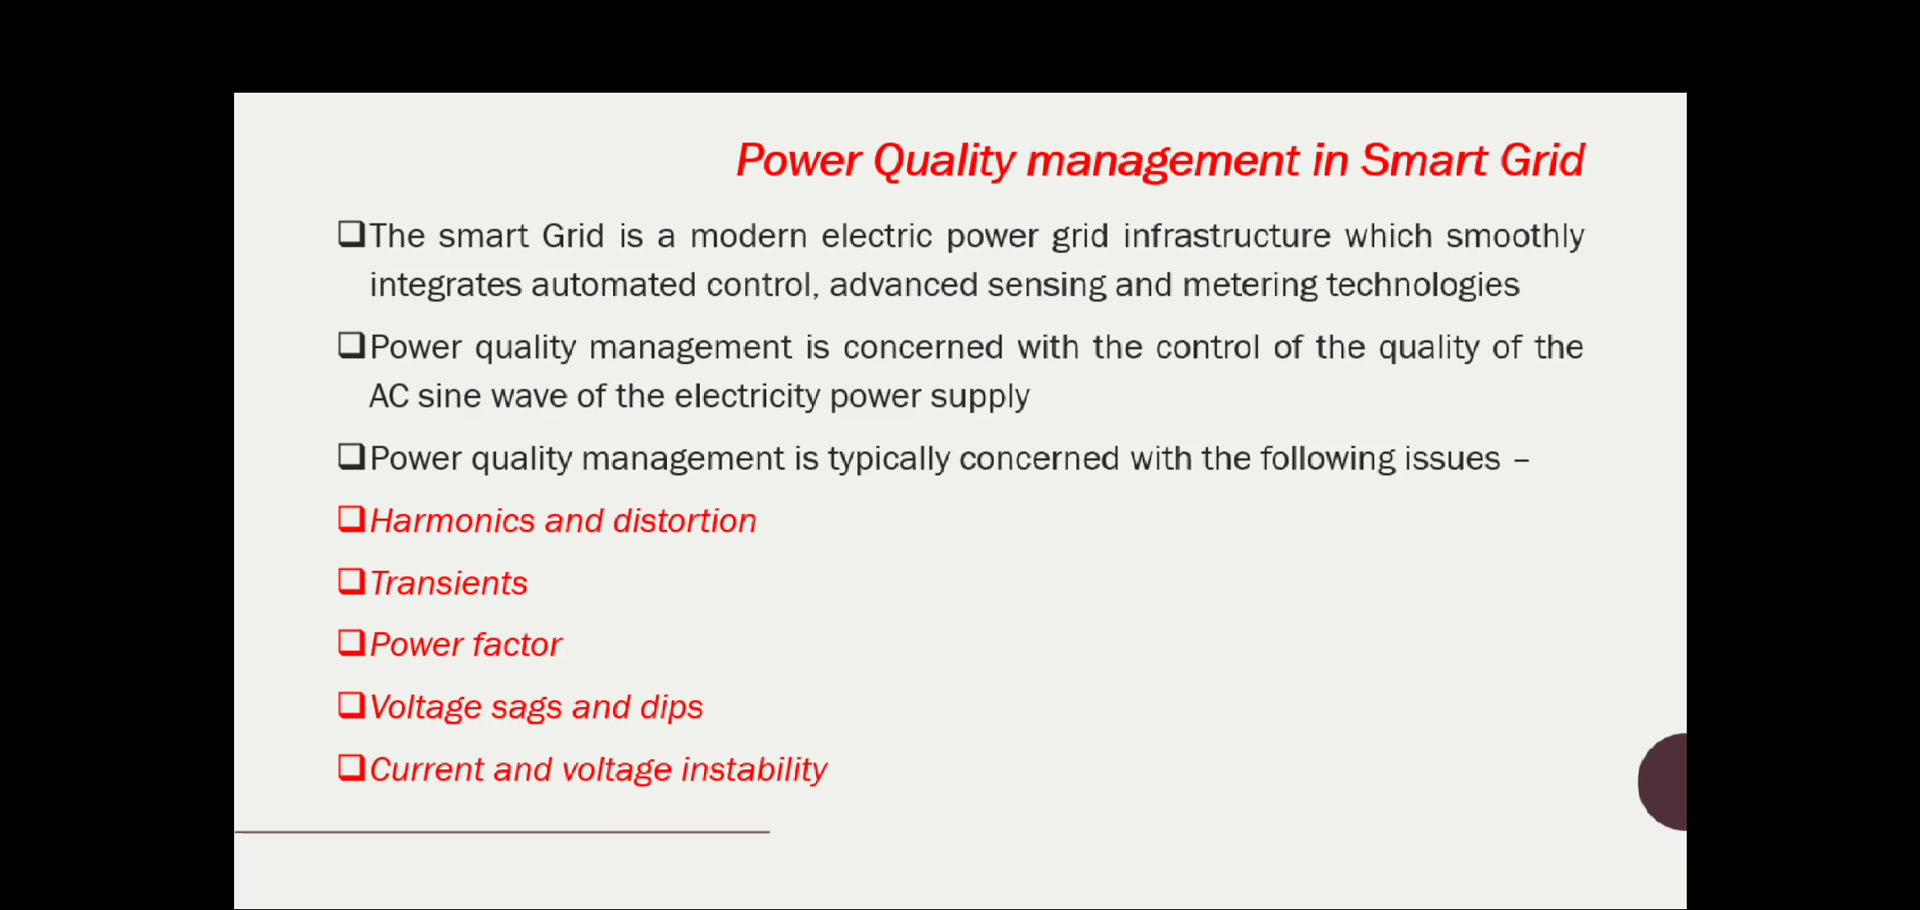 Power Quality management in Smart Grid
❑The smart Grid is a modern electric power grid infrastructure which smoothly
integrates automated control, advanced sensing and metering technologies
❑Power quality management is concerned with the control of the quality of the
AC sine wave of the electricity power supply
❑Power quality management is typically concerned with the following issues –
❑Harmonics and distortion
❑Transients
❑Power factor
❑Voltage sags and dips
❑Current and voltage instability